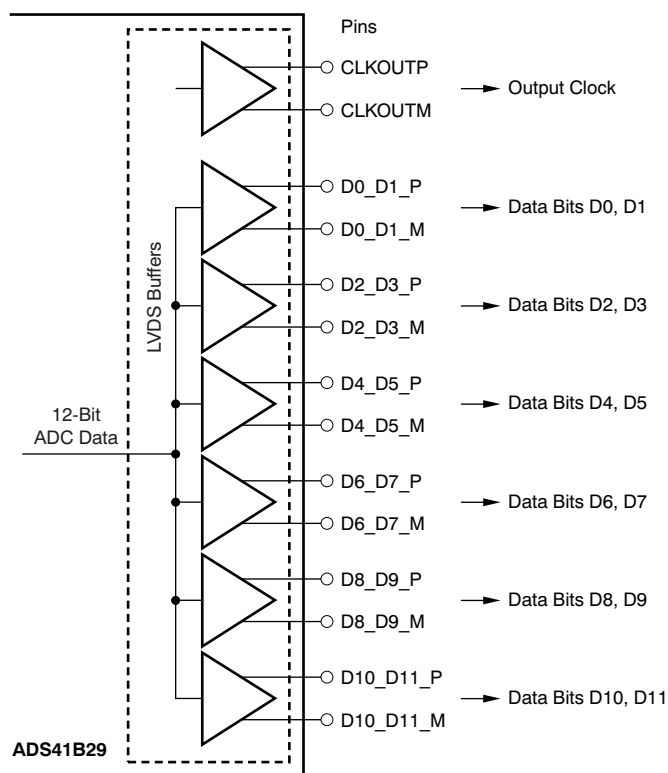 Pins
CLKOUTP
CLKOUTM
Output Clock
D0_D1_P
D0_D1_M
Data Bits D0, D1
D2_D3_P
D2_D3_M
Data Bits D2, D3
LVDS Buffers
D4_D5_P
D4_D5_M
Data Bits D4, D5
12-Bit
ADC Data
D6_D7_P
D6_D7_M
Data Bits D6, D7
D8_D9_P
D8_D9_M
Data Bits D8, D9
D10_D11_P
D10_D11_M
Data Bits D10, D11
ADS41B29